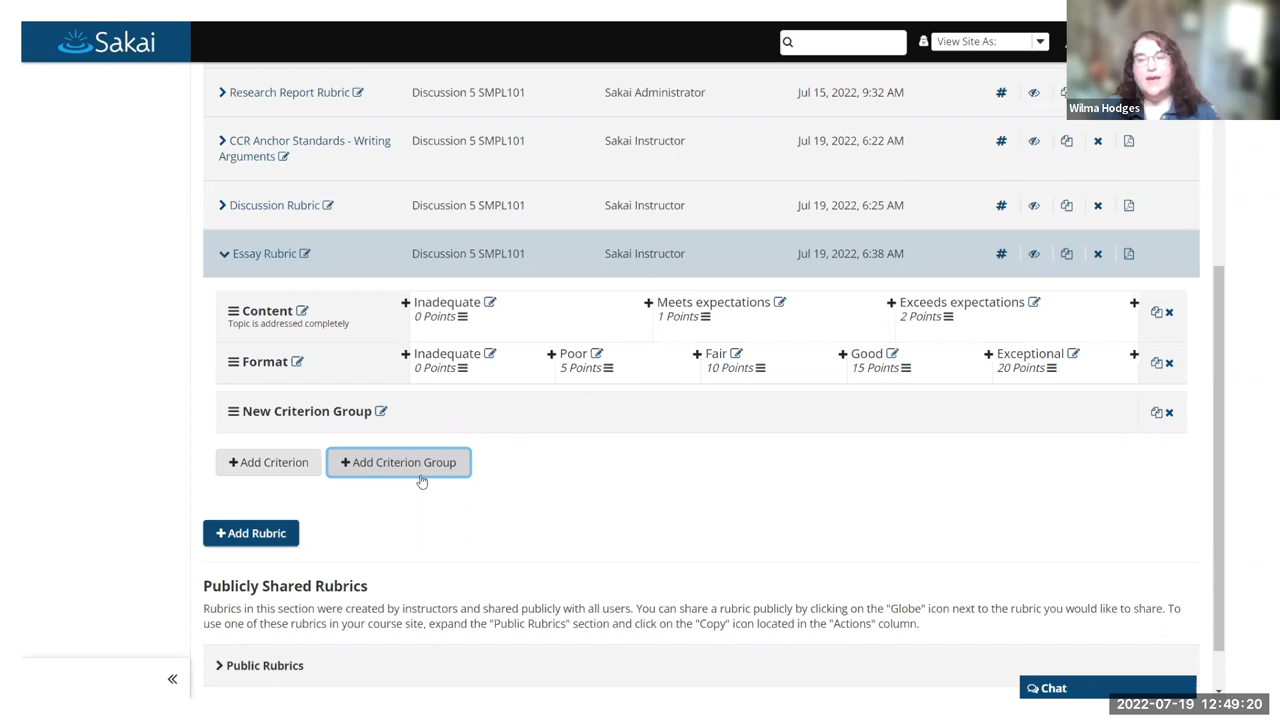 Sakai
View Site As:
Wilma Hodges
Research Report Rubric Discussion 5 SMPL101 Sakai Administrator Jul 15, 2022, 9:32 AM #
CCR Anchor Standards - Writing Discussion 5 SMPL101 Sakai Instructor Jul 19, 2022, 6:22 AM #
Arguments
Discussion Rubric Discussion 5 SMPL101 Sakai Instructor Jul 19, 2022, 6:25 AM #
Essay Rubric Discussion 5 SMPL101 Sakai Instructor Jul 19, 2022, 6:38 AM #
Content Inadequate Meets expectations Exceeds expectations
Topic is addressed completely 0 Points 1 Points 2 Points
Format Inadequate Poor Fair Good Exceptional
0 Points 5 Points 10 Points 15 Points 20 Points
New Criterion Group
+ Add Criterion + Add Criterion Group
+ Add Rubric
Publicly Shared Rubrics
Rubrics in this section were created by instructors and shared publicly with all users. You can share a rubric publicly by clicking on the "Globe" icon next to the rubric you would like to share. To
use one of these rubrics in your course site, expand the "Public Rubrics" section and click on the "Copy" icon located in the "Actions" column.
Public Rubrics
Chat
2022-07-19 12:49:20